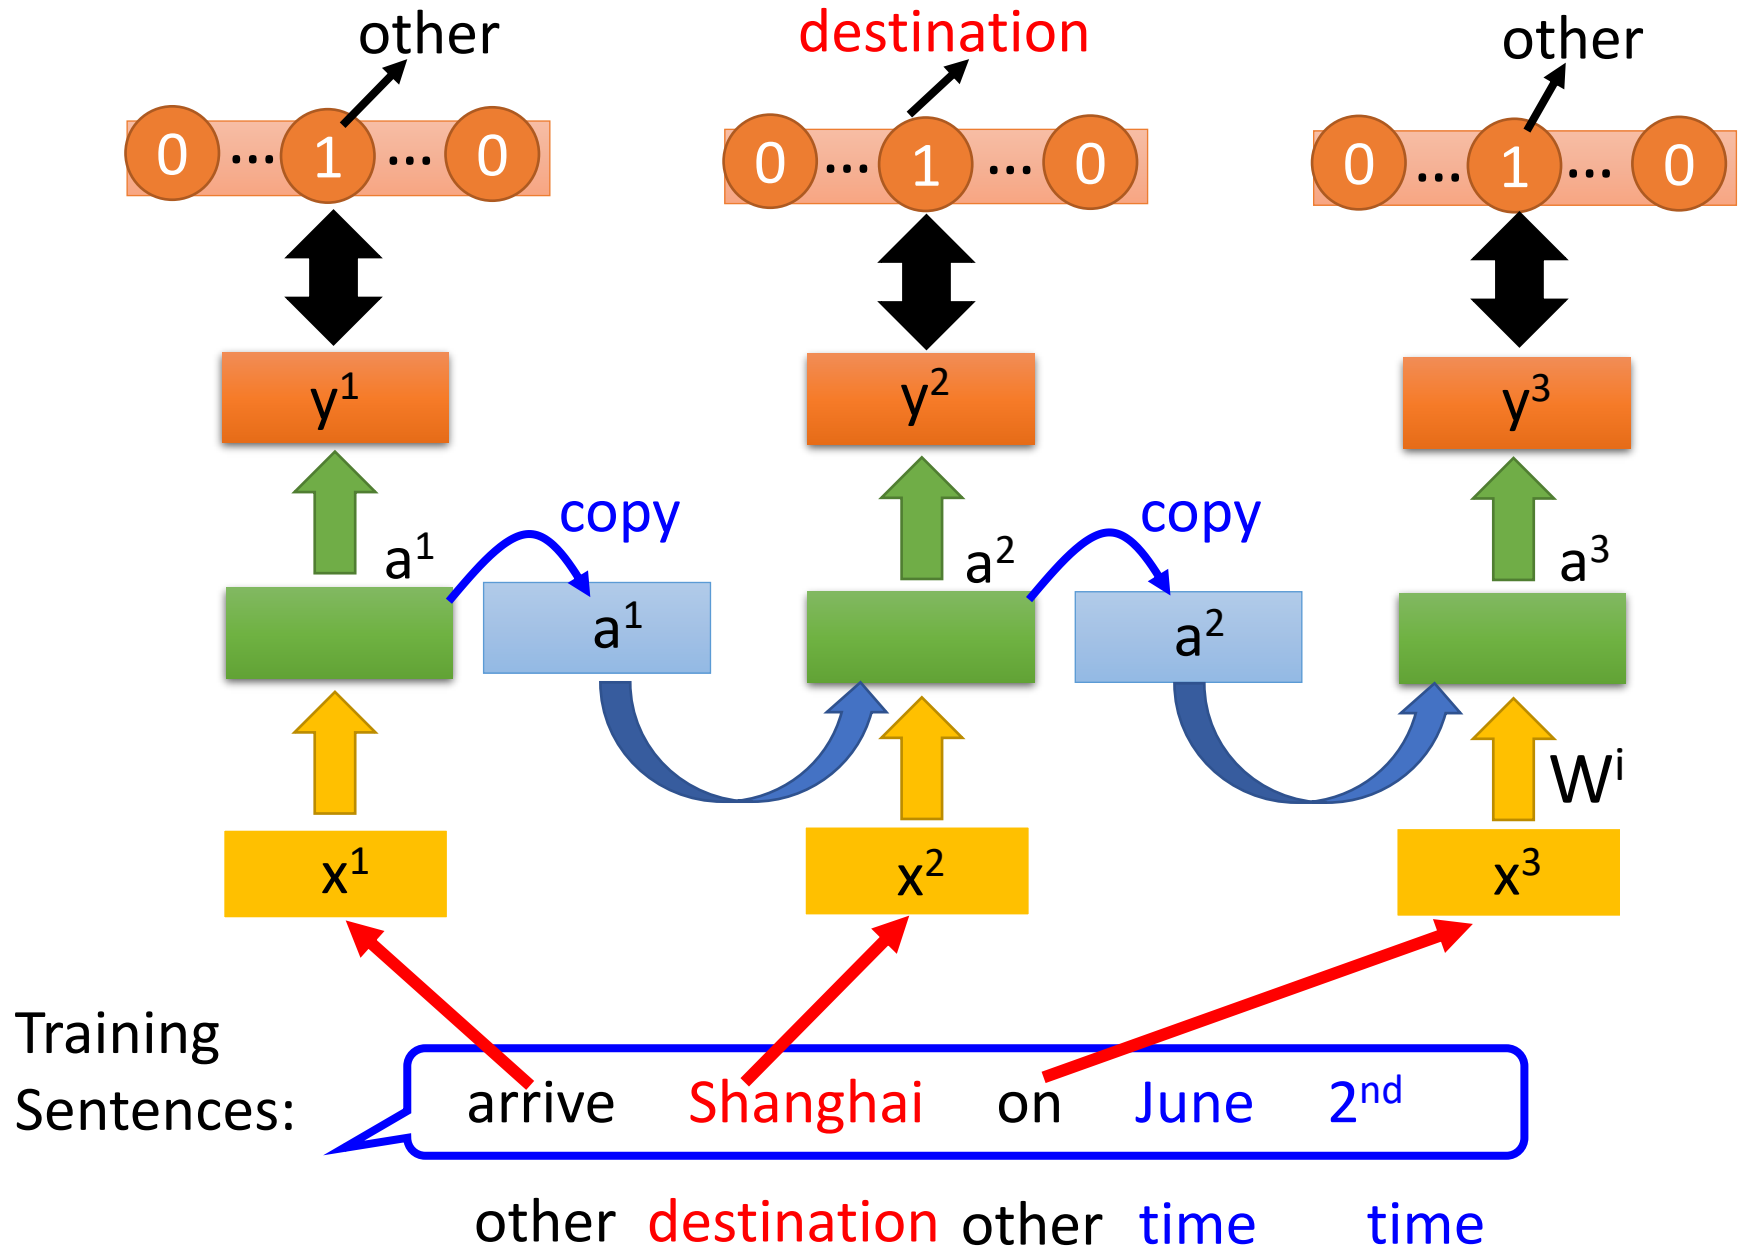 other destination other
0 ... 1 ... 0 0 ... 1 ... 0 0 ... 1 ... 0
y¹ y² y³
copy copy
a¹ a² a³
a¹ a²
Wⁱ
x¹ x² x³
Training
Sentences:
arrive Shanghai on June 2ⁿᵈ
other destination other time time